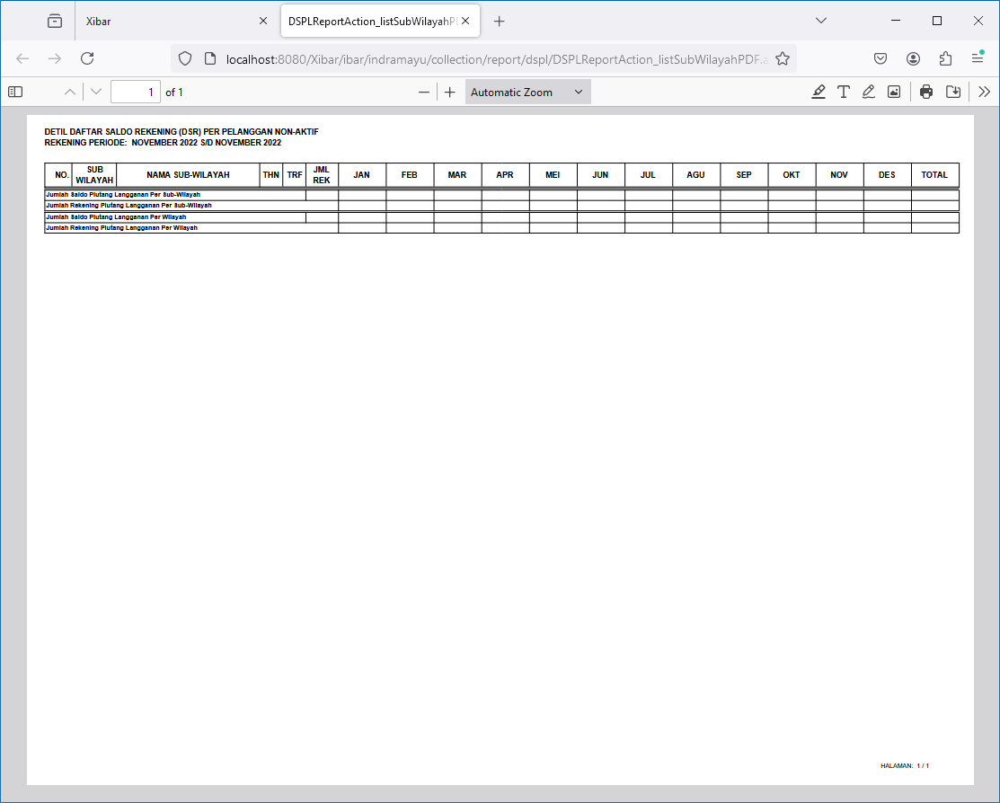 Xibar
DSPLReportAction_listSubWilayahP
localhost:8080/Xibar/ibar/indramayu/collection/report/dspl/DSPLReportAction_listSubWilayahPDF.a
1 of 1
Automatic Zoom
DETIL DAFTAR SALDO REKENING (DSR) PER PELANGGAN NON-AKTIF
REKENING PERIODE: NOVEMBER 2022 S/D NOVEMBER 2022
NO. SUB WILAYAH NAMA SUB-WILAYAH THN TRF JML REK JAN FEB MAR APR MEI JUN JUL AGU SEP OKT NOV DES TOTAL
Jumlah Saldo Piutang Langganan Per Sub-Wilayah
Jumlah Rekening Piutang Langganan Per Sub-Wilayah
Jumlah Saldo Piutang Langganan Per Wilayah
Jumlah Rekening Piutang Langganan Per Wilayah
HALAMAN: 1 / 1